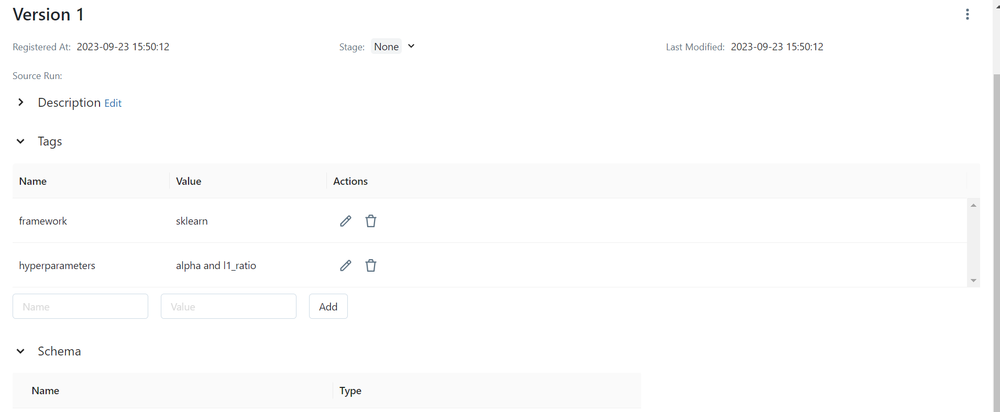 Version 1
Registered At: 2023-09-23 15:50:12 Stage: None Last Modified: 2023-09-23 15:50:12
Source Run:
Description Edit
Tags
Name Value Actions
framework sklearn
hyperparameters alpha and l1_ratio
Name Value Add
Schema
Name Type